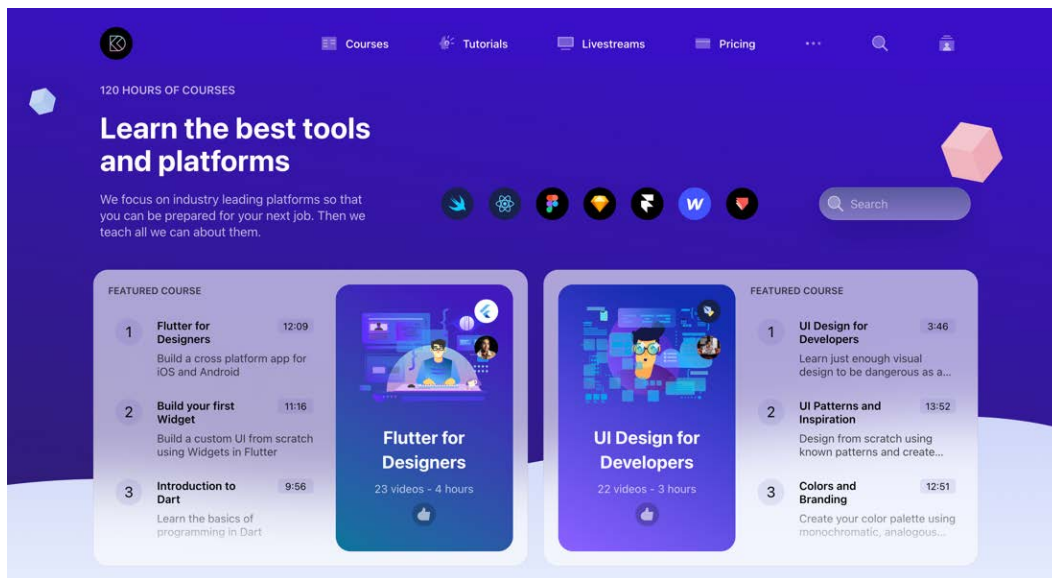 Courses
Tutorials
Livestreams
Pricing
120 HOURS OF COURSES
Learn the best tools
and platforms
We focus on industry leading platforms so that
you can be prepared for your next job. Then we
teach all we can about them.
W
Search
FEATURED COURSE
1
Flutter for
Designers
12:09
Build a cross platform app for
iOS and Android
2
Build your first
Widget
11:16
Build a custom UI from scratch
using Widgets in Flutter
3
Introduction to
Dart
9:56
Learn the basics of
programming in Dart
Flutter for
Designers
23 videos - 4 hours
UI Design for
Developers
22 videos - 3 hours
FEATURED COURSE
1
UI Design for
Developers
3:46
Learn just enough visual
design to be dangerous as a...
2
UI Patterns and
Inspiration
13:52
Design from scratch using
known patterns and create...
3
Colors and
Branding
12:51
Create your color palette using
monochromatic, analogous...